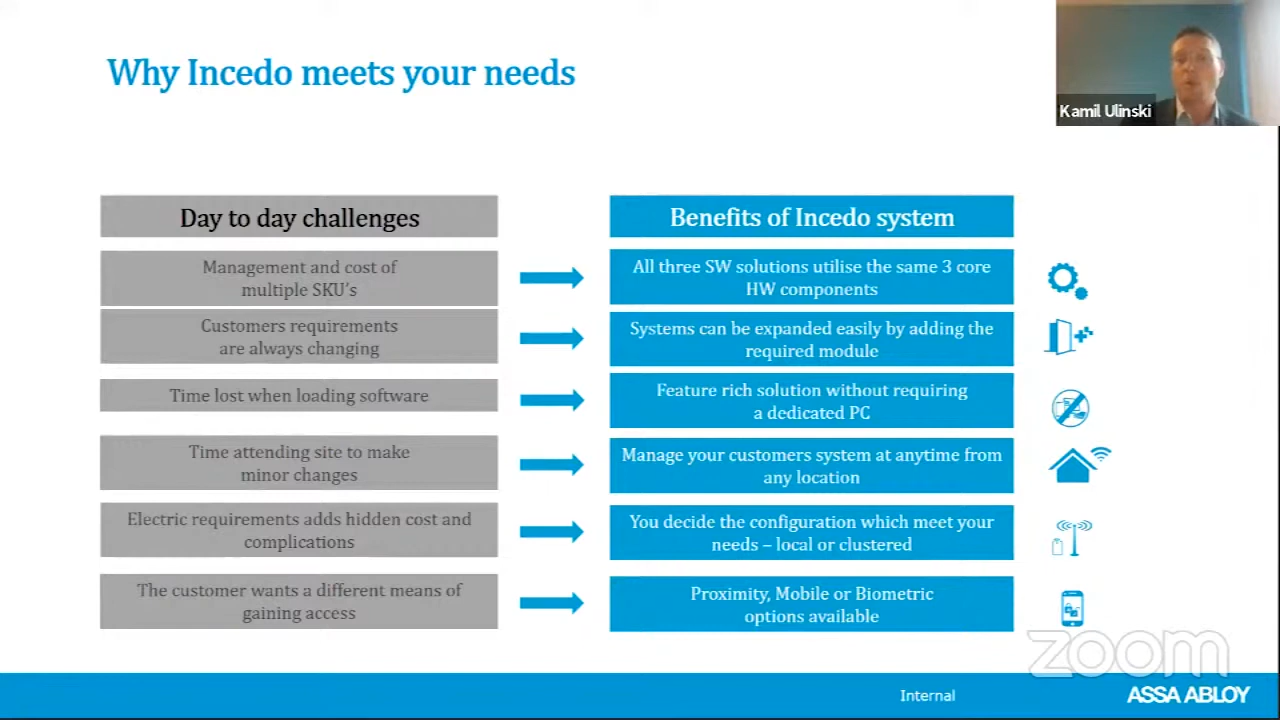 Why Incedo meets your needs
Kamil Ulinski
Day to day challenges
Benefits of Incedo system
Management and cost of
multiple SKU's
All three SW solutions utilise the same 3 core
HW components
Customers requirements
are always changing
Systems can be expanded easily by adding the
required module
Time lost when loading software
Feature rich solution without requiring
a dedicated PC
Time attending site to make
minor changes
Manage your customers system at anytime from
any location
Electric requirements adds hidden cost and
complications
You decide the configuration which meet your
needs – local or clustered
The customer wants a different means of
gaining access
Proximity, Mobile or Biometric
options available
zoom
Internal
ASSA ABLOY